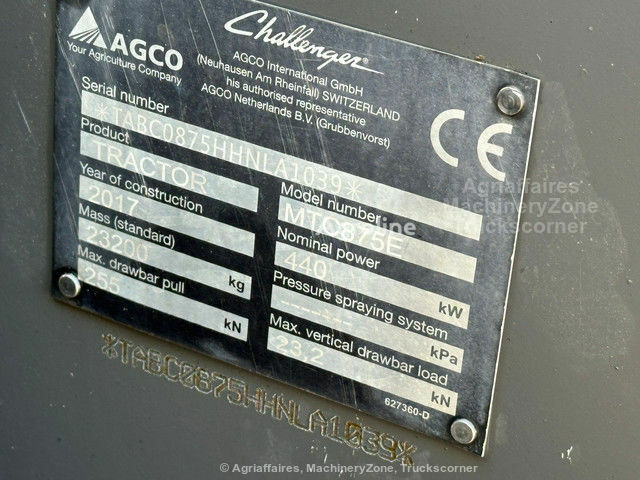 AGCO
Your Agriculture Company
Challenger
AGCO International GmbH
(Neuhausen Am Rheinfall) SWITZERLAND
his authorised representative
AGCO Netherlands B.V. (Grubbenvorst)
CE
Serial number
*TABC0875HHNLA1039*
Product
TRACTOR
Model number
MTC875E
Year of construction
2017
Nominal power
440 kW
Mass (standard)
23200 kg
Pressure spraying system
------ kPa
Max. drawbar pull
255 kN
Max. vertical drawbar load
23.2 kN
627360-D
*TABC0875HHNLA1039*
Agriaffaires
MachineryZone
Truckscorner
© Agriaffaires, MachineryZone, Truckscorner